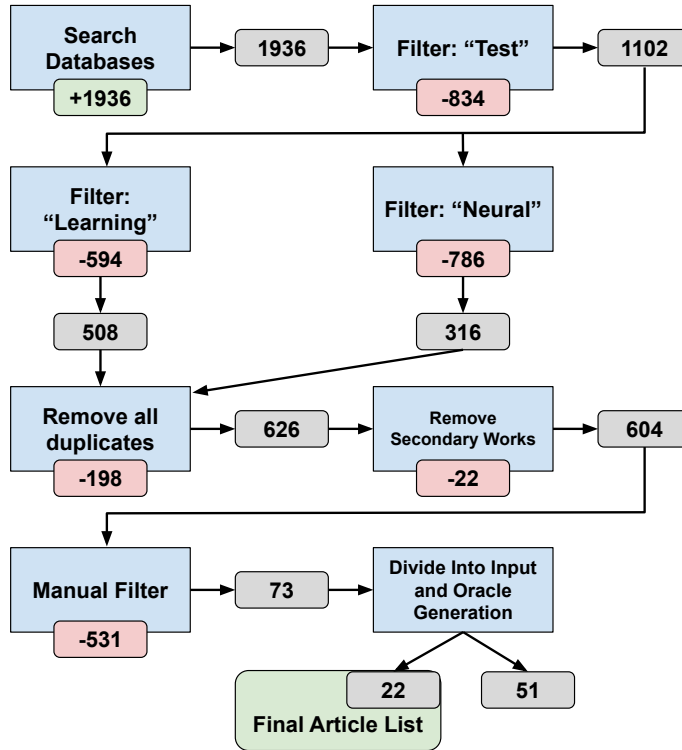 Search
Databases
+1936
1936
Filter: “Test”
-834
1102
Filter:
“Learning”
-594
Filter: “Neural”
-786
508
316
Remove all
duplicates
-198
626
Remove
Secondary Works
-22
604
Manual Filter
-531
73
Divide Into Input
and Oracle
Generation
22
51
Final Article List